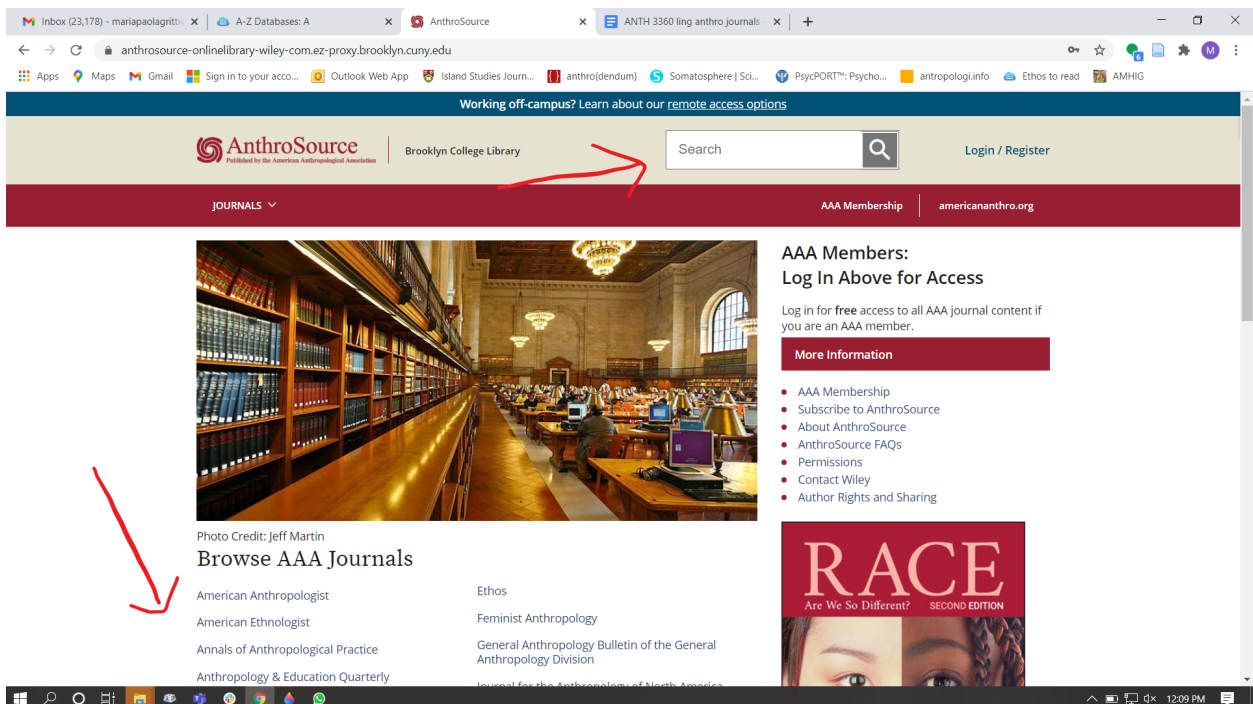 Inbox (23,178) - mariapaolagritti
A-Z Databases: A
AnthroSource
ANTH 3360 ling anthro journals -
anthrosource-onlinelibrary-wiley-com.ez-proxy.brooklyn.cuny.edu
M
Apps
Maps
Gmail
Sign in to your acco...
Outlook Web App
Island Studies Journ...
anthro{dendum}
Somatosphere | Sci...
PsycPORT™: Psycho...
antropologi.info
Ethos to read
AMHIG
Working off-campus? Learn about our remote access options
AnthroSource
Published by the American Anthropological Association
Brooklyn College Library
Search
Login / Register
JOURNALS
AAA Membership
americananthro.org
AAA Members:
Log In Above for Access
Log in for free access to all AAA journal content if
you are an AAA member.
More Information
AAA Membership
Subscribe to AnthroSource
About AnthroSource
AnthroSource FAQs
Permissions
Contact Wiley
Author Rights and Sharing
Photo Credit: Jeff Martin
Browse AAA Journals
American Anthropologist
American Ethnologist
Annals of Anthropological Practice
Anthropology & Education Quarterly
Ethos
Feminist Anthropology
General Anthropology Bulletin of the General
Anthropology Division
Journal for the Anthropology of North America
RACE
Are We So Different? SECOND EDITION
12:09 PM